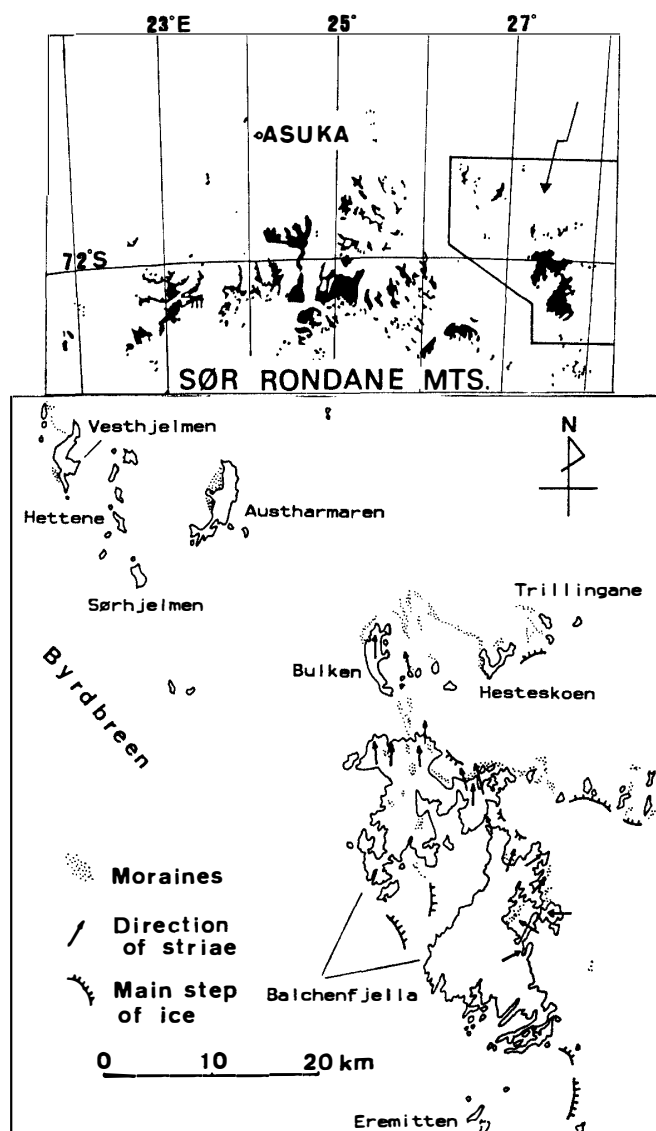 23°E 25° 27°
ASUKA
72°S
SØR RONDANE MTS.
Vesthjelmen
N
Hettene
Austharmaren
Sørhjelmen
Trillingane
Bulken
Hesteskoen
Byrdbreen
Moraines
Direction
of striae
Main step
of ice
Balchenfjella
0 10 20 km
Eremitten